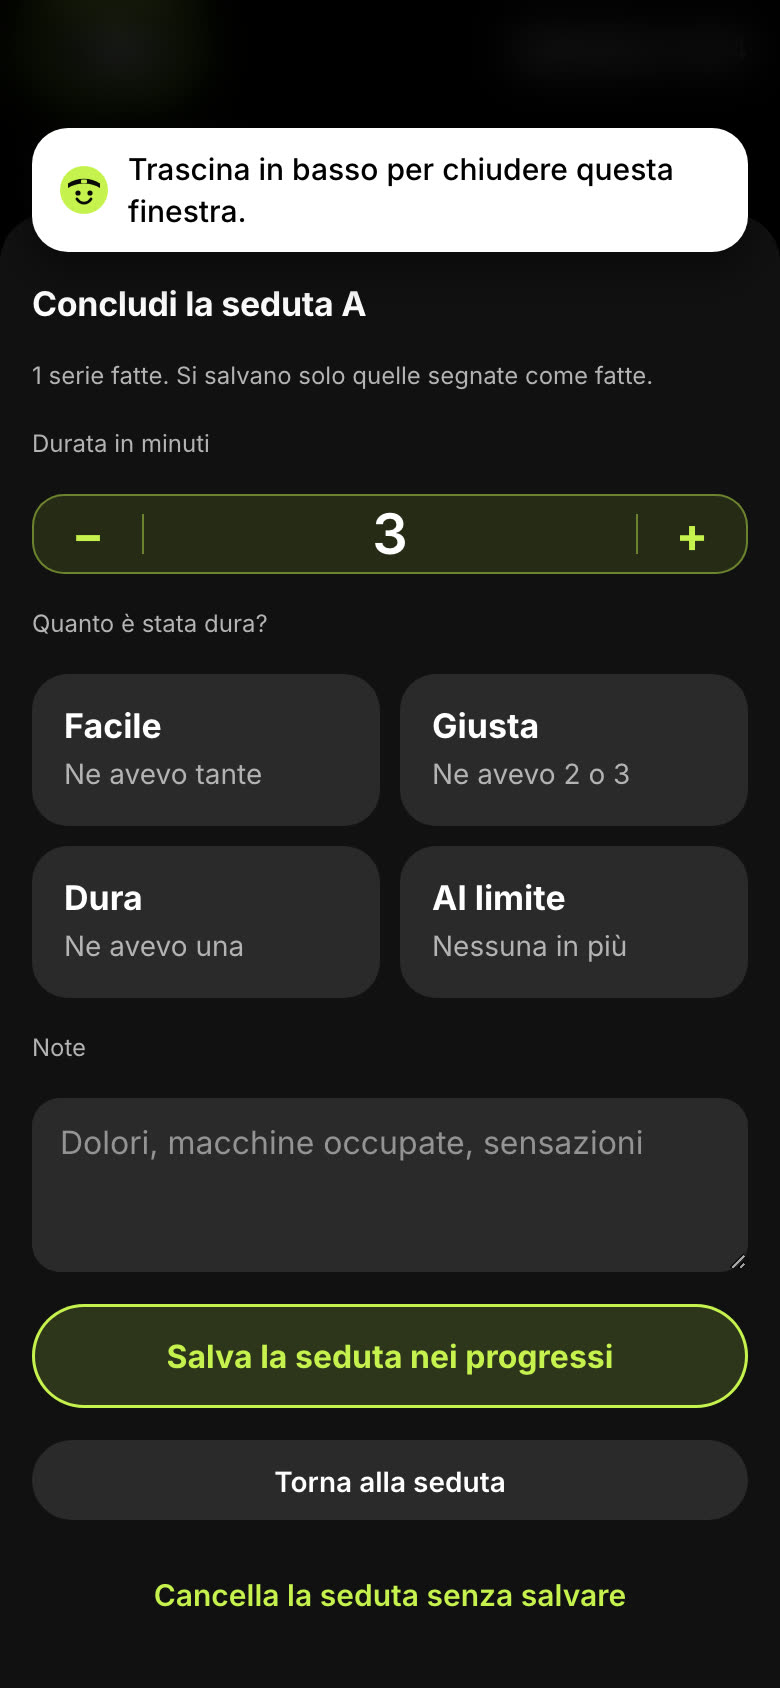 Trascina in basso per chiudere questa
finestra.
Concludi la seduta A
1 serie fatte. Si salvano solo quelle segnate come fatte.
Durata in minuti
− 3 +
Quanto è stata dura?
Facile
Ne avevo tante
Giusta
Ne avevo 2 o 3
Dura
Ne avevo una
Al limite
Nessuna in più
Note
Dolori, macchine occupate, sensazioni
Salva la seduta nei progressi
Torna alla seduta
Cancella la seduta senza salvare